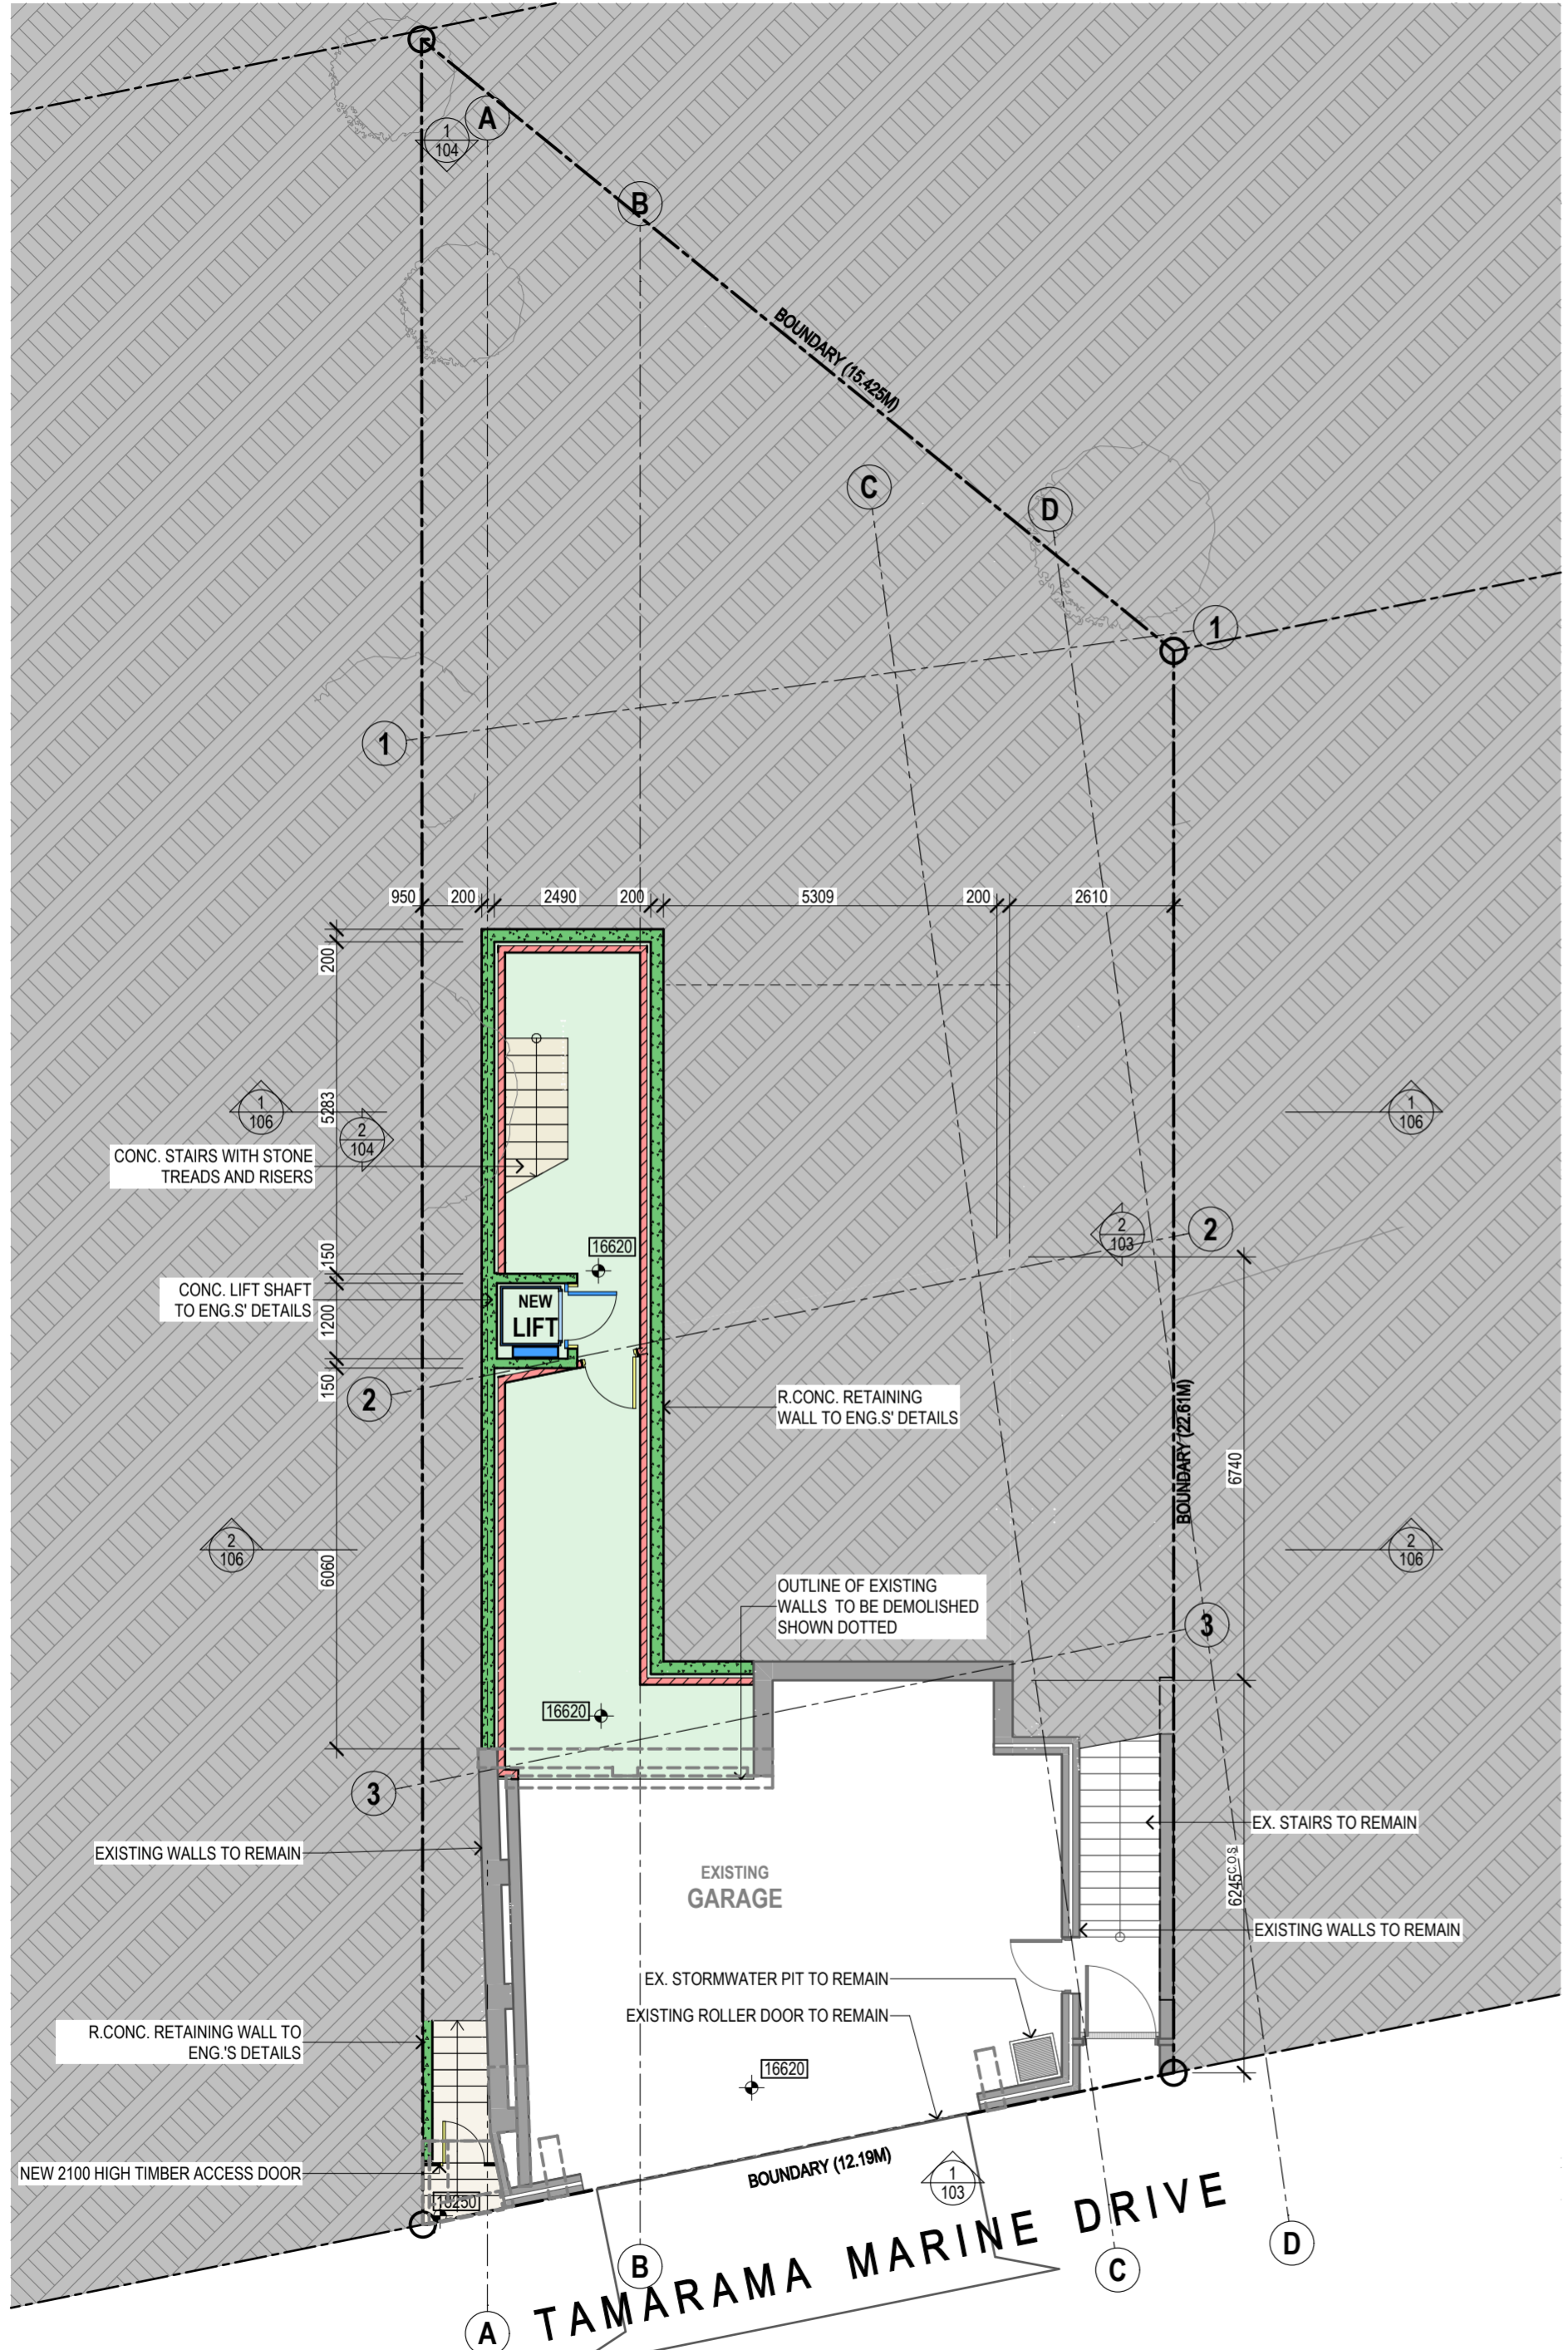 A
1
104
B
BOUNDARY (15.425M)
C
D
1
1
950
200
2490
200
5309
200
2610
200
5283
1
106
2
104
1
106
CONC. STAIRS WITH STONE
TREADS AND RISERS
2
103
2
16620
150
CONC. LIFT SHAFT
TO ENG.S' DETAILS
NEW
LIFT
1200
150
2
R.CONC. RETAINING
WALL TO ENG.S' DETAILS
BOUNDARY (22.61M)
6740
2
106
2
106
6060
OUTLINE OF EXISTING
WALLS TO BE DEMOLISHED
SHOWN DOTTED
3
16620
3
EXISTING WALLS TO REMAIN
EX. STAIRS TO REMAIN
EXISTING
GARAGE
6245 C.O.S.
EXISTING WALLS TO REMAIN
EX. STORMWATER PIT TO REMAIN
EXISTING ROLLER DOOR TO REMAIN
R.CONC. RETAINING WALL TO
ENG.'S DETAILS
16620
NEW 2100 HIGH TIMBER ACCESS DOOR
BOUNDARY (12.19M)
1
103
TAMARAMA MARINE DRIVE
A
B
C
D